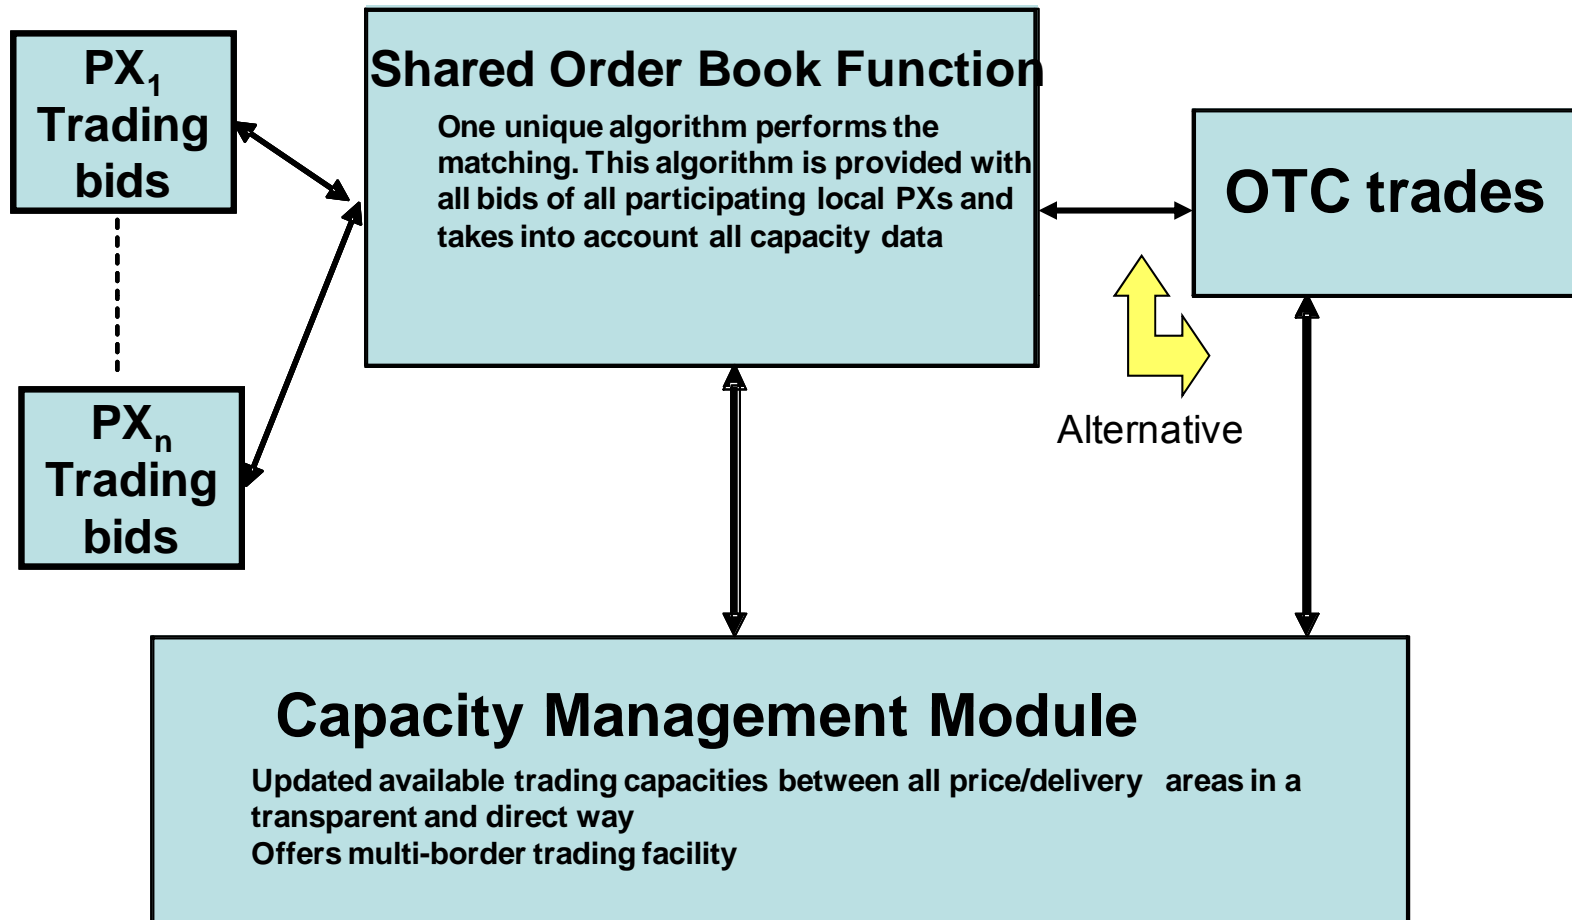 PX1
Trading
bids
Shared Order Book Function
One unique algorithm performs the
matching. This algorithm is provided with
all bids of all participating local PXs and
takes into account all capacity data
OTC trades
Alternative
PXn
Trading
bids
Capacity Management Module
Updated available trading capacities between all price/delivery areas in a
transparent and direct way
Offers multi-border trading facility